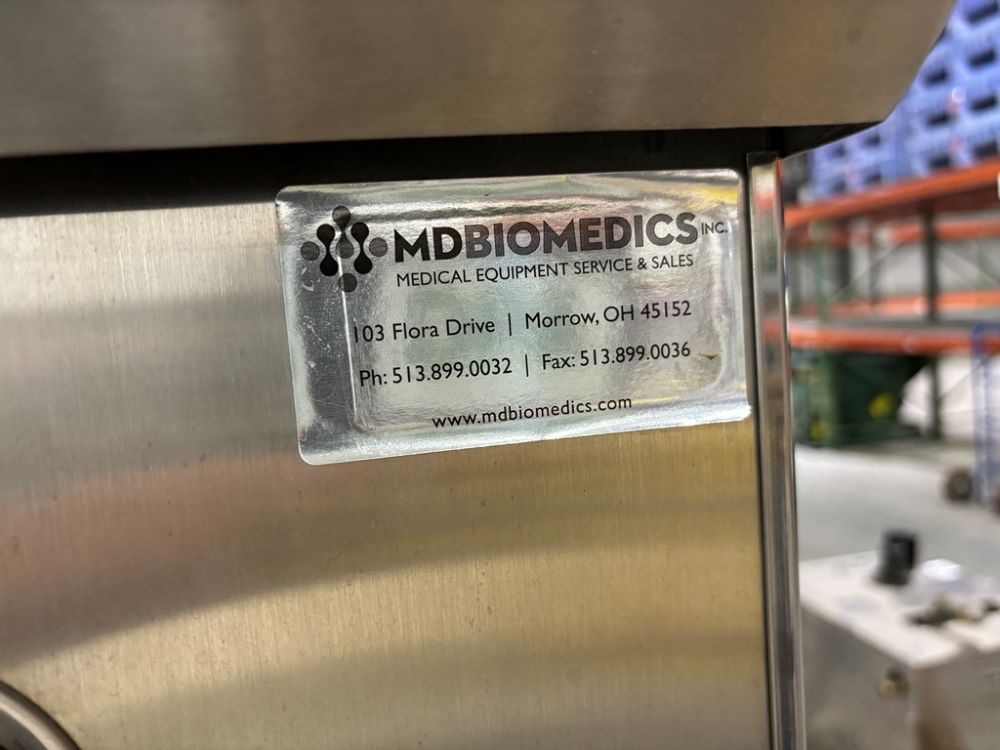 MDBIOMEDICS INC.
MEDICAL EQUIPMENT SERVICE & SALES
103 Flora Drive | Morrow, OH 45152
Ph: 513.899.0032 | Fax: 513.899.0036
www.mdbiomedics.com